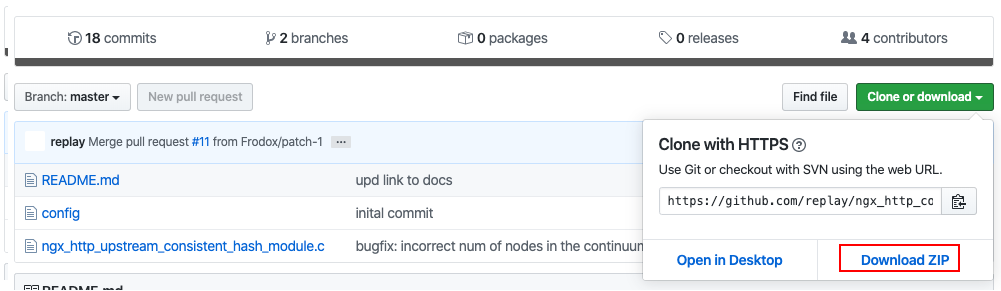 18 commits 2 branches 0 packages 0 releases 4 contributors
Branch: master New pull request Find file Clone or download
replay Merge pull request #11 from Frodox/patch-1 ...
README.md upd link to docs
config inital commit
ngx_http_upstream_consistent_hash_module.c bugfix: incorrect num of nodes in the continuum
Clone with HTTPS ?
Use Git or checkout with SVN using the web URL.
https://github.com/replay/ngx_http_co
Open in Desktop Download ZIP
README.md